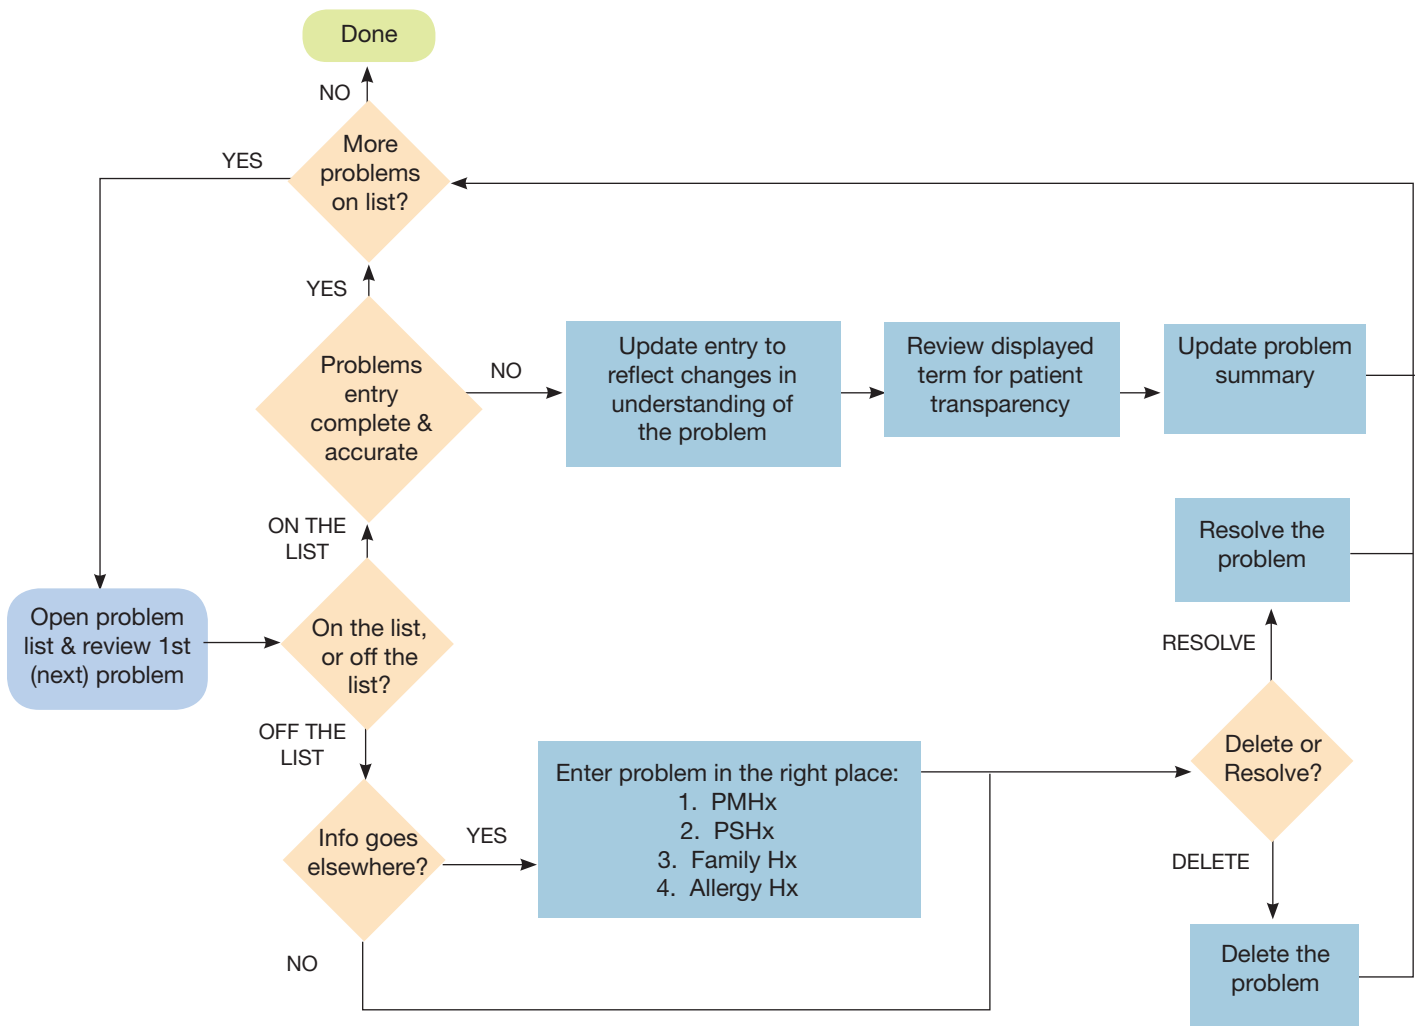 Done
NO
More
problems
on list?
YES
YES
Problems
entry
complete &
accurate
NO
Update entry to
reflect changes in
understanding of
the problem
Review displayed
term for patient
transparency
Update problem
summary
ON THE
LIST
Open problem
list & review 1st
(next) problem
On the list,
or off the
list?
OFF THE
LIST
Info goes
elsewhere?
YES
NO
Enter problem in the right place:
1. PMHx
2. PSHx
3. Family Hx
4. Allergy Hx
Resolve the
problem
RESOLVE
Delete or
Resolve?
DELETE
Delete the
problem